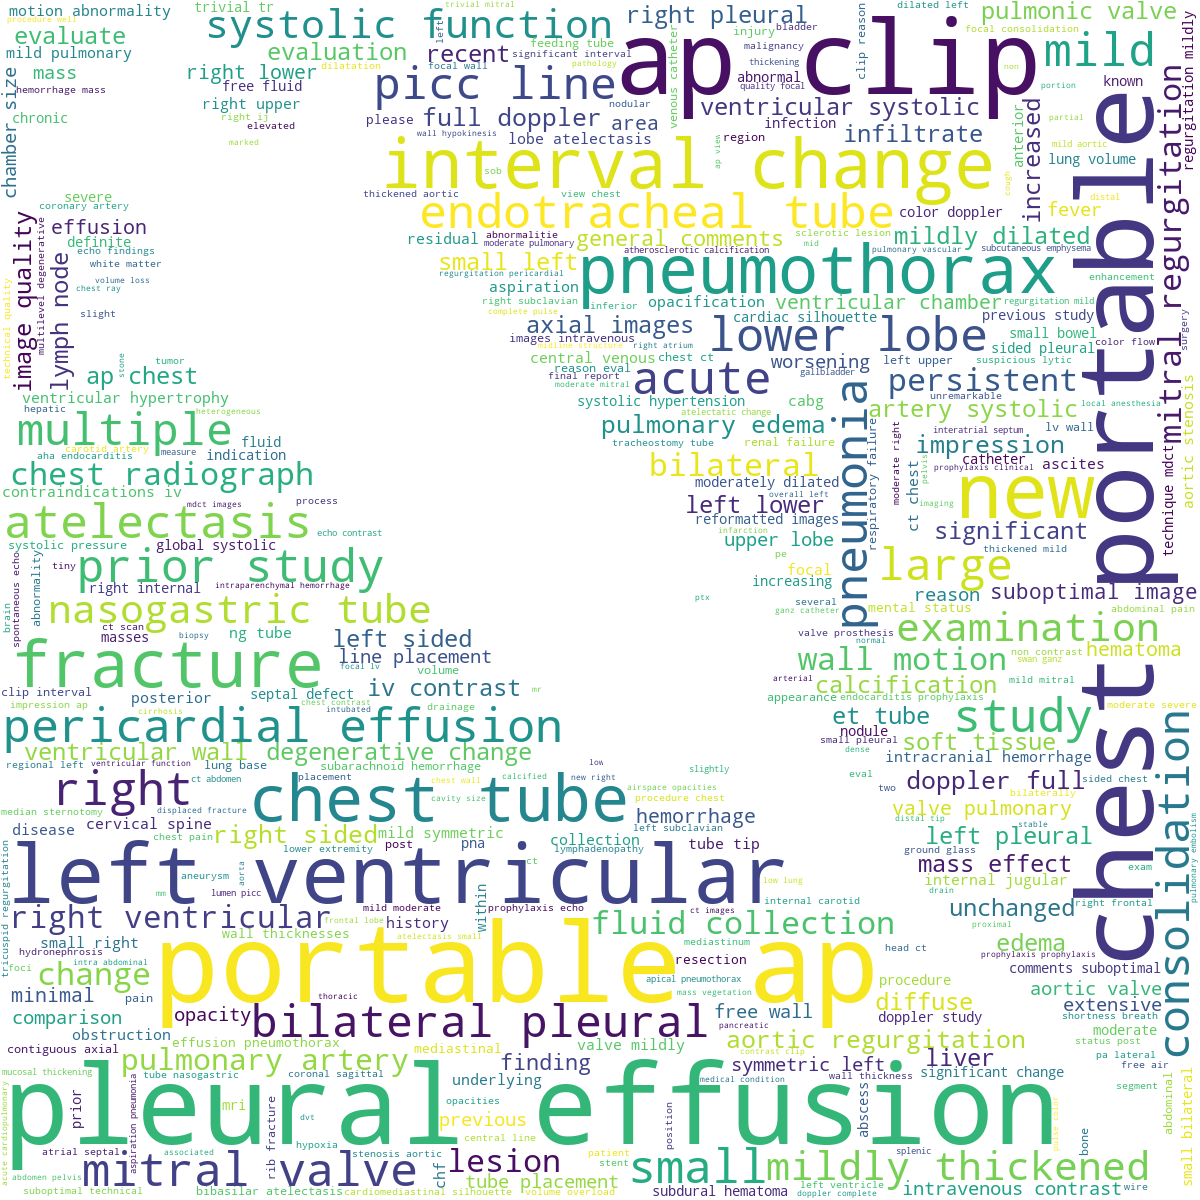 motion abnormality
trivial tr
trivial mitral
procedure well
systolic function
right pleural
bladder
dilated left
pulmonic valve
evaluate
evaluation
recent
feeding tube
significant interval
injury
malignancy
ap clip
clip reason
focal consolidation
mild
mild pulmonary
mass
hemorrhage mass
right lower
free fluid
dilatation
focal wall
left
picc line
pathology
nodular
venous catheter
thickening
abnormal
quality focal
non
known
portion
chamber size
chronic
right upper
right ij
elevated
marked
please
full doppler
area
wall hypokinesis
lobe atelectasis
ventricular systolic
infection
region
ap view
infiltrate
anterior
increased
partial
mild aortic
lung volume
regurgitation mildly
interval change
sob
cough
thickened aortic
view chest
severe
coronary artery
effusion
definite
echo findings
white matter
volume loss
chest ray
slight
image quality
multilevel degenerative
lymph node
technical quality
endotracheal tube
color doppler
fever
distal
residual
abnormalitie
moderate pulmonary
general comments
atherosclerotic calcification
sclerotic lesion
mid
mildly dilated
pulmonary vascular
subcutaneous emphysema
small left
regurgitation pericardial
aspiration
right subclavian
complete pulse
pneumothorax
inferior
opacification
ventricular chamber
regurgitation mild
enhancement
portable
mitral regurgitation
axial images
images intravenous
midline structure
right atrium
cardiac silhouette
lower lobe
previous study
small bowel
color flow
surgery
central venous
reason eval
final report
moderate mitral
chest ct
acute
worsening
gallbladder
left upper
sided pleural
suspicious lytic
persistent
unremarkable
tumor
stone
ap chest
ventricular hypertrophy
hepatic
heterogeneous
systolic hypertension
atelectatic change
cabg
artery systolic
local anesthesia
aortic stenosis
multiple
carotid artery
aha endocarditis
measure
fluid
indication
pulmonary edema
tracheostomy tube
renal failure
pneumonia
respiratory failure
moderate right
interatrial septum
lv wall
impression
catheter
ascites
prophylaxis clinical
pelvis
ct chest
imaging
technique mdct
chest radiograph
contraindications iv
mdct images
process
bilateral
moderately dilated
overall left
left lower
reformatted images
infarction
upper lobe
new
significant
thickened mild
atelectasis
echo contrast
systolic pressure
global systolic
tiny
prior study
right internal
intraparenchymal hemorrhage
spontaneous echo
abnormality
brain
pe
focal
increasing
several
ganz catheter
ptx
large
reason
suboptimal image
mental status
abdominal pain
nasogastric tube
ct scan
masses
biopsy
ng tube
left sided
line placement
focal lv
volume
valve prosthesis
normal
examination
fracture
wall motion
arterial
non contrast
swan ganz
hematoma
mild mitral
clip interval
impression ap
posterior
cirrhosis
septal defect
chest contrast
intubated
iv contrast
drainage
mr
calcification
appearance
endocarditis prophylaxis
moderate severe
chest
consolidation
pericardial effusion
et tube
nodule
small pleural
dense
study
soft tissue
intracranial hemorrhage
ventricular wall
degenerative change
regional left
ventricular function
lung base
subarachnoid hemorrhage
ct abdomen
placement
chest wall
cavity size
calcified
low
new right
airspace opacities
slightly
procedure chest
eval
two
doppler full
sided chest
bilaterally
right
chest tube
median sternotomy
displaced fracture
disease
cervical spine
chest pain
right sided
mild symmetric
lower extremity
post
pna
collection
lymphadenopathy
hemorrhage
left subclavian
tube tip
valve pulmonary
distal tip
left pleural
stable
ground glass
mass effect
exam
pulmonary embolism
left ventricular
aneurysm
mm
aorta
lumen picc
ct
low lung
internal carotid
internal jugular
drain
tricuspid regurgitation
right ventricular
mild moderate
frontal lobe
history
within
prophylaxis echo
ct images
fluid collection
unchanged
right frontal
proximal
small right
hydronephrosis
intra abdominal
foci
wall thicknesses
atelectasis small
mediastinum
resection
head ct
edema
prophylaxis prophylaxis
comments suboptimal
change
portable ap
apical pneumothorax
mass vegetation
procedure
aortic valve
minimal
pain
thoracic
diffuse
extensive
shortness breath
comparison
opacity
bilateral pleural
free wall
pancreatic
doppler study
moderate
status post
obstruction
contiguous axial
effusion pneumothorax
mediastinal
valve mildly
contrast clip
aortic regurgitation
pa lateral
free air
pulmonary artery
finding
symmetric left
liver
mucosal thickening
tube nasogastric
coronal sagittal
underlying
medical condition
wall thickness
significant change
segment
pleural effusion
acute cardiopulmonary
prior
aspiration pneumonia
mri
rib fracture
dvt
opacities
previous
position
abscess
pulse color
abdominal
small bilateral
atrial septal
associated
hypoxia
stenosis aortic
central line
patient
stent
splenic
bone
abdomen pelvis
mitral valve
chf
lesion
small
mildly thickened
suboptimal technical
bibasilar atelectasis
cardiomediastinal silhouette
tube placement
volume overload
subdural hematoma
left ventricle
doppler complete
intravenous contrast
wire